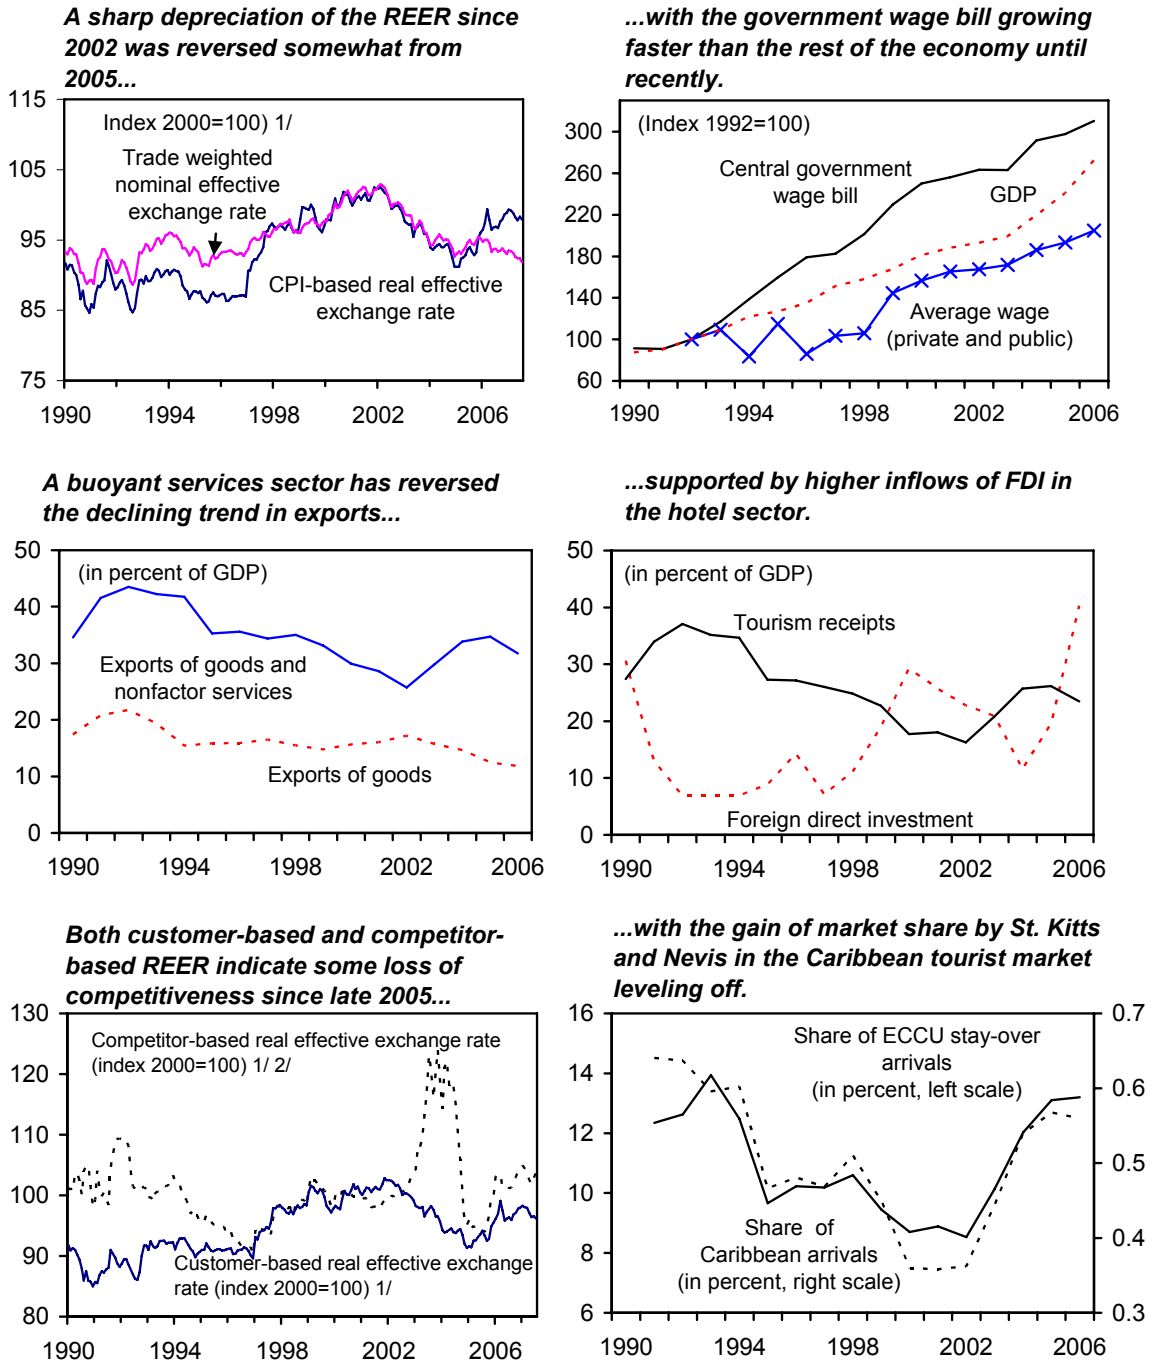 A sharp depreciation of the REER since
2002 was reversed somewhat from
2005...
115
105
95
85
75
Index 2000=100) 1/
Trade weighted
nominal effective
exchange rate
CPI-based real effective
exchange rate
1990
1994
1998
2002
2006
...with the government wage bill growing
faster than the rest of the economy until
recently.
300
260
220
180
140
100
60
(Index 1992=100)
Central government
wage bill
GDP
Average wage
(private and public)
1990
1994
1998
2002
2006
A buoyant services sector has reversed
the declining trend in exports...
50
40
30
20
10
0
(in percent of GDP)
Exports of goods and
nonfactor services
Exports of goods
1990
1994
1998
2002
2006
...supported by higher inflows of FDI in
the hotel sector.
50
40
30
20
10
0
(in percent of GDP)
Tourism receipts
Foreign direct investment
1990
1994
1998
2002
2006
Both customer-based and competitor-
based REER indicate some loss of
competitiveness since late 2005...
130
120
110
100
90
80
Competitor-based real effective exchange rate
(index 2000=100) 1/ 2/
Customer-based real effective exchange
rate (index 2000=100) 1/
1990
1994
1998
2002
2006
...with the gain of market share by St. Kitts
and Nevis in the Caribbean tourist market
leveling off.
16
14
12
10
8
6
Share of ECCU stay-over
arrivals
(in percent, left scale)
Share of
Caribbean arrivals
(in percent, right scale)
0.7
0.6
0.5
0.4
0.3
1990
1994
1998
2002
2006